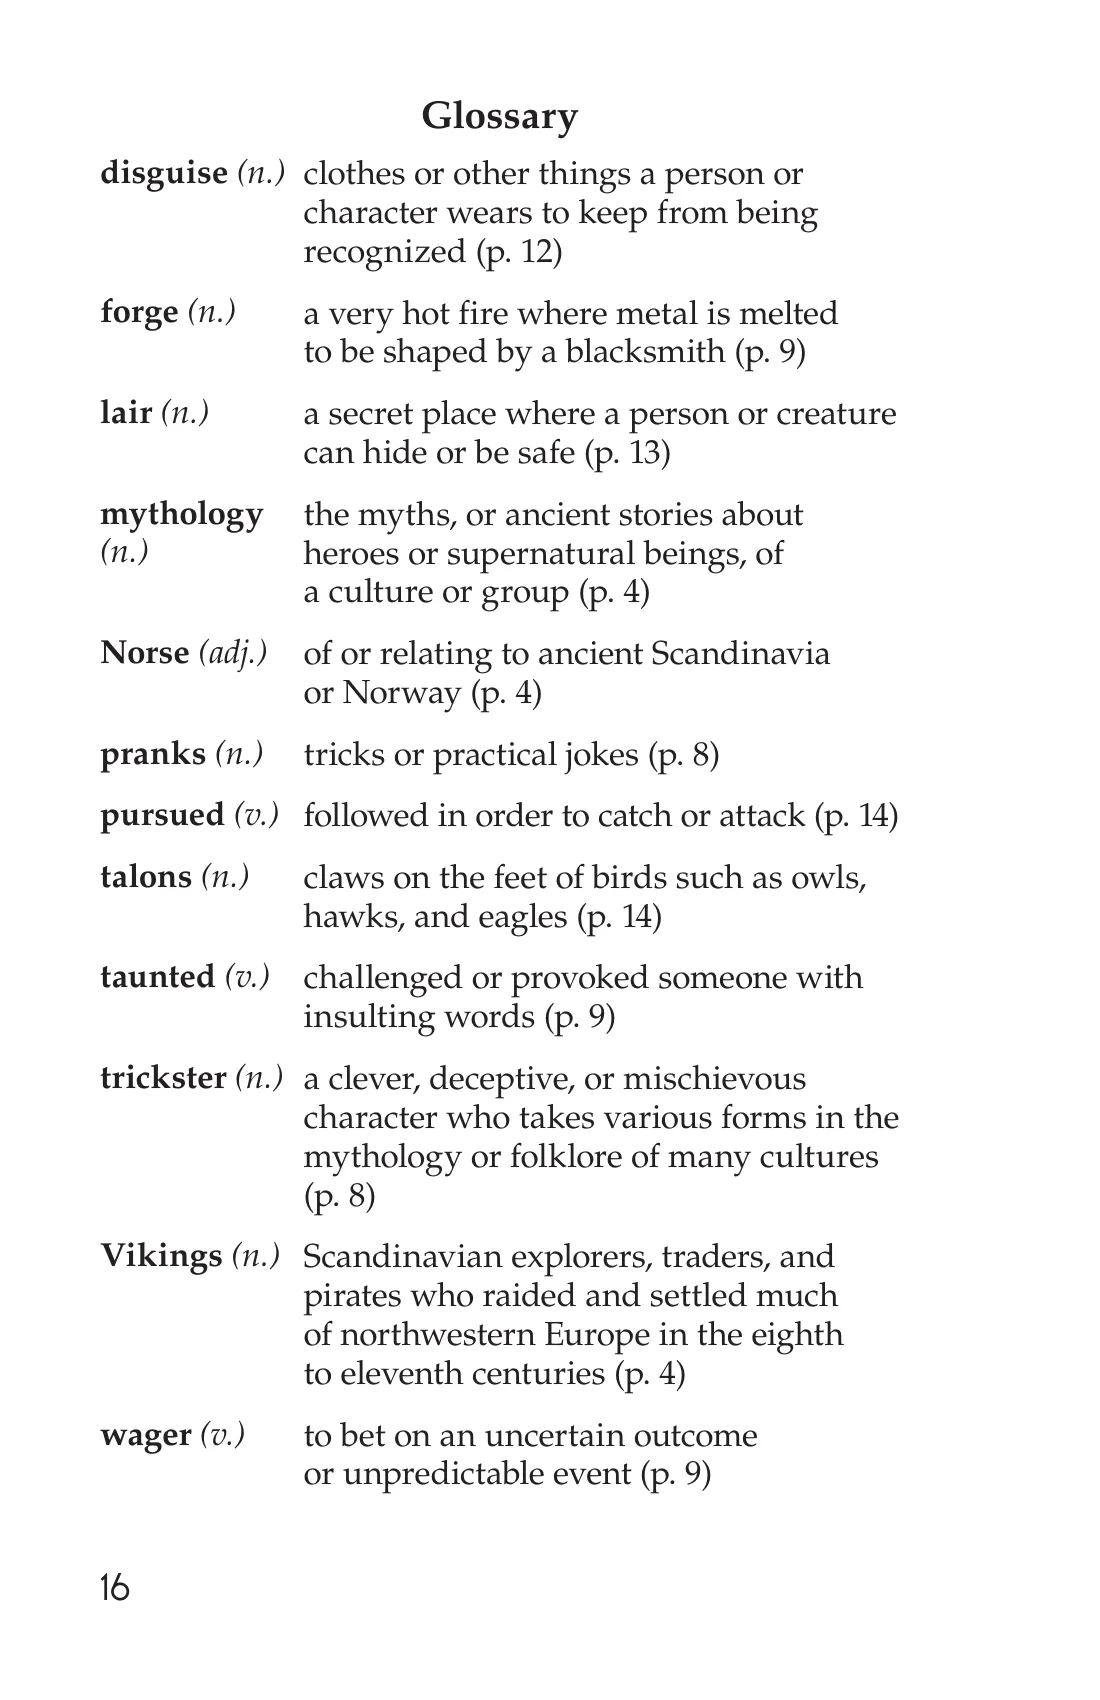 Glossary
disguise (n.) clothes or other things a person or
character wears to keep from being
recognized (p. 12)
forge (n.) a very hot fire where metal is melted
to be shaped by a blacksmith (p. 9)
lair (n.) a secret place where a person or creature
can hide or be safe (p. 13)
mythology the myths, or ancient stories about
(n.) heroes or supernatural beings, of
a culture or group (p. 4)
Norse (adj.) of or relating to ancient Scandinavia
or Norway (p. 4)
pranks (n.) tricks or practical jokes (p. 8)
pursued (v.) followed in order to catch or attack (p. 14)
talons (n.) claws on the feet of birds such as owls,
hawks, and eagles (p. 14)
taunted (v.) challenged or provoked someone with
insulting words (p. 9)
trickster (n.) a clever, deceptive, or mischievous
character who takes various forms in the
mythology or folklore of many cultures
(p. 8)
Vikings (n.) Scandinavian explorers, traders, and
pirates who raided and settled much
of northwestern Europe in the eighth
to eleventh centuries (p. 4)
wager (v.) to bet on an uncertain outcome
or unpredictable event (p. 9)
16